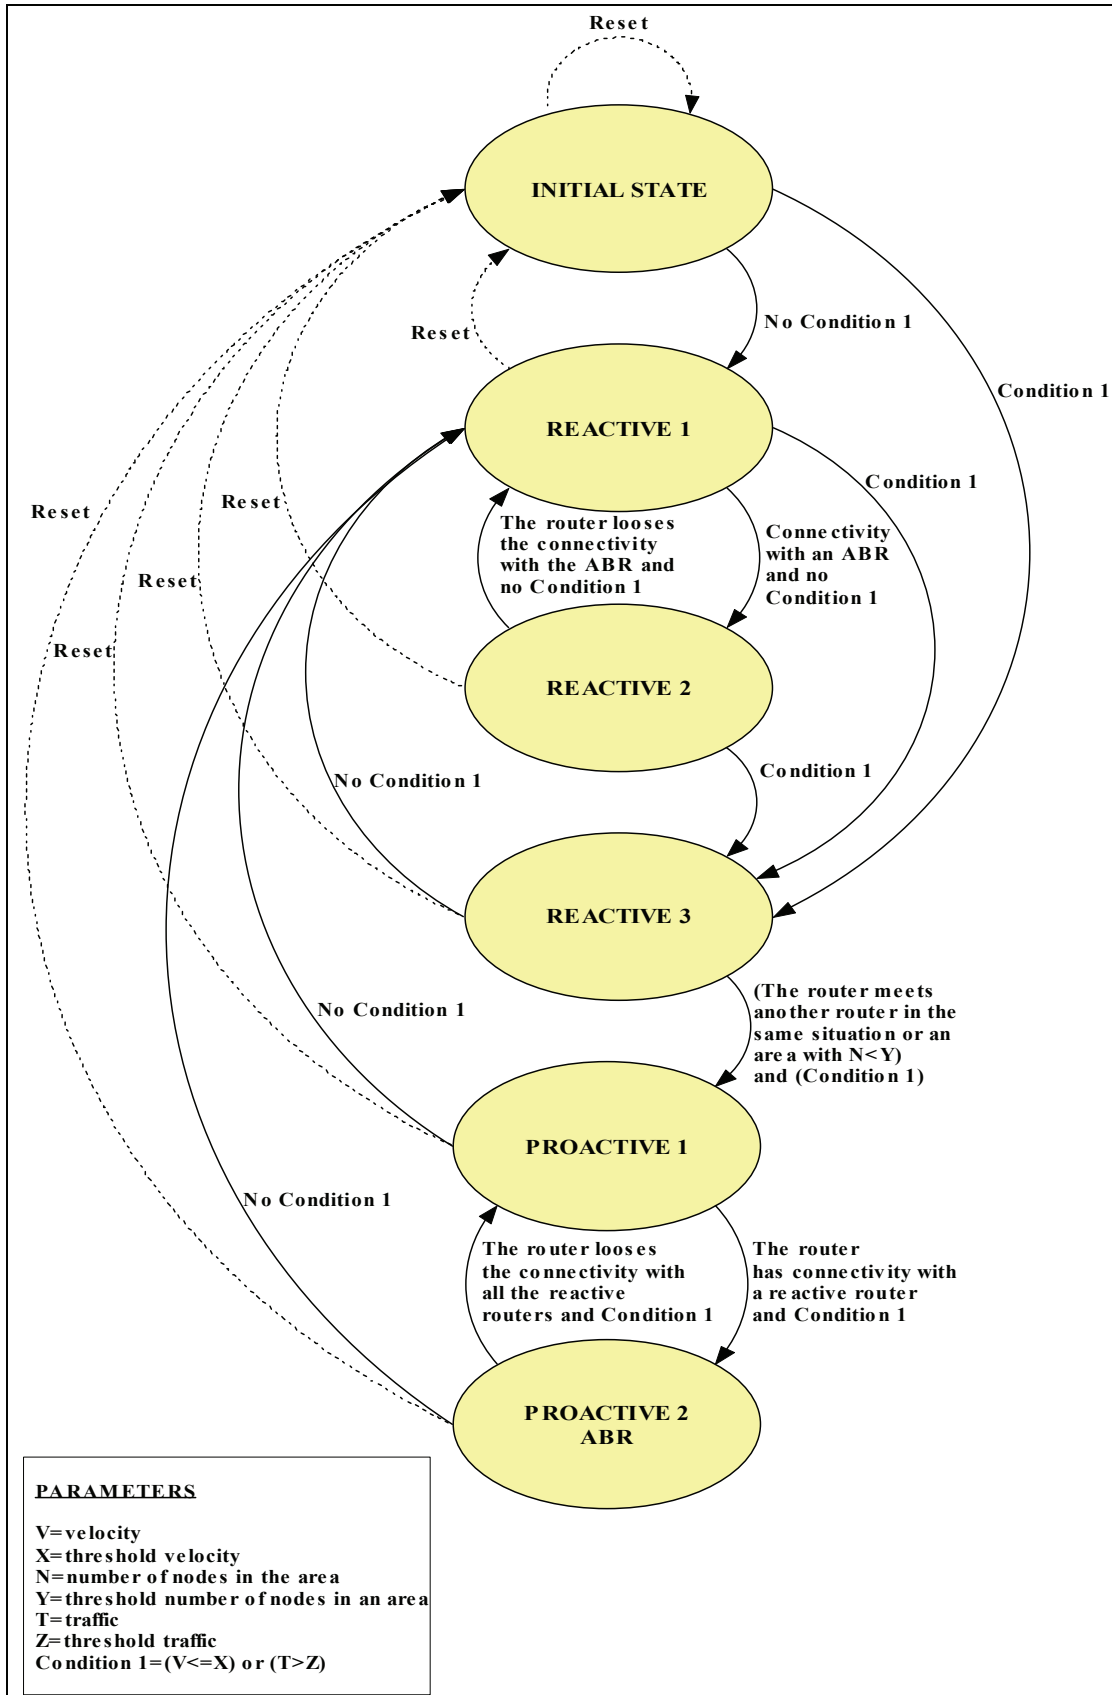 Reset
INITIAL STATE
No Condition 1
Reset
Condition 1
REACTIVE 1
Condition 1
Reset
Reset
The router looses
the connectivity
with the ABR and
no Condition 1
Connectivity
with an ABR
and no
Condition 1
Reset
Reset
REACTIVE 2
Condition 1
No Condition 1
REACTIVE 3
No Condition 1
(The router meets
another router in the
same situation or an
area with N<Y)
and (Condition 1)
PROACTIVE 1
No Condition 1
The router looses
the connectivity with
all the reactive
routers and Condition 1
The router
has connectivity with
a reactive router
and Condition 1
PROACTIVE 2
ABR
PARAMETERS
V=velocity
X=threshold velocity
N=number of nodes in the area
Y=threshold number of nodes in an area
T=traffic
Z=threshold traffic
Condition 1=(V<=X) or (T>Z)